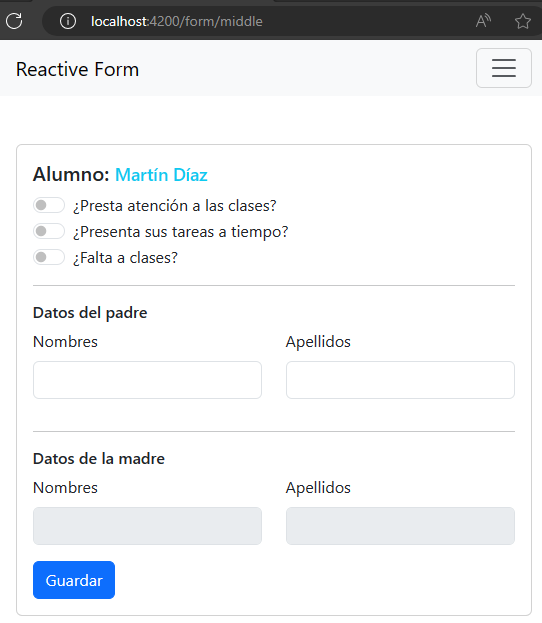 localhost:4200/form/middle
Reactive Form
Alumno: Martín Díaz
¿Presta atención a las clases?
¿Presenta sus tareas a tiempo?
¿Falta a clases?
Datos del padre
Nombres Apellidos
Datos de la madre
Nombres Apellidos
Guardar